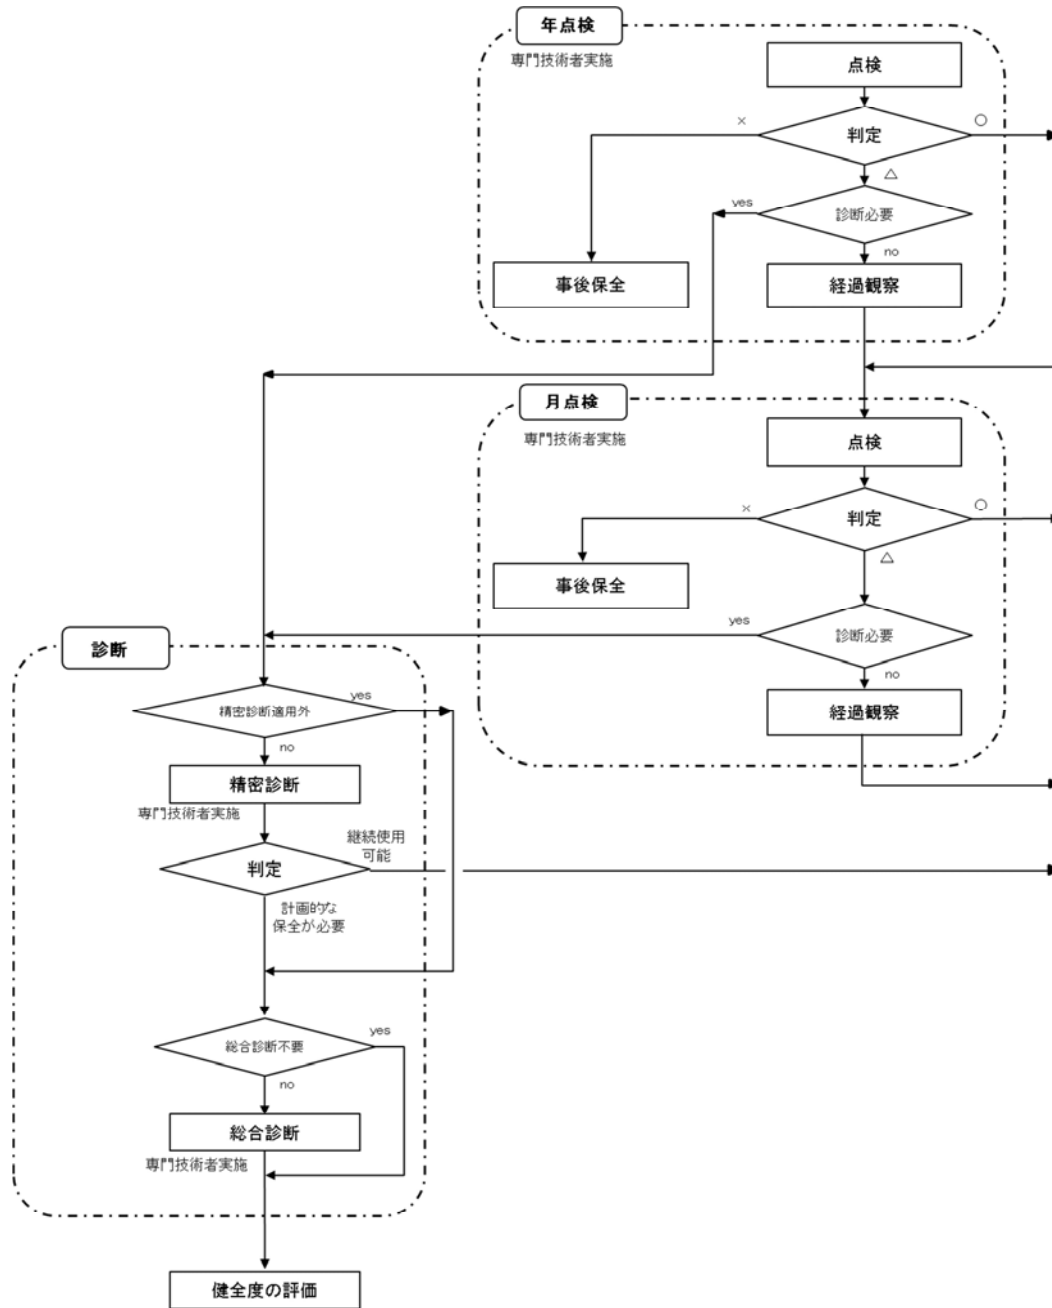 年点検
専門技術者実施
点検
判定
×
○
△
診断必要
yes
no
事後保全
経過観察
月点検
専門技術者実施
点検
判定
×
○
△
事後保全
診断必要
yes
no
経過観察
診断
精密診断適用外
yes
no
精密診断
専門技術者実施
判定
継続使用
可能
計画的な
保全が必要
総合診断不要
yes
no
総合診断
専門技術者実施
健全度の評価